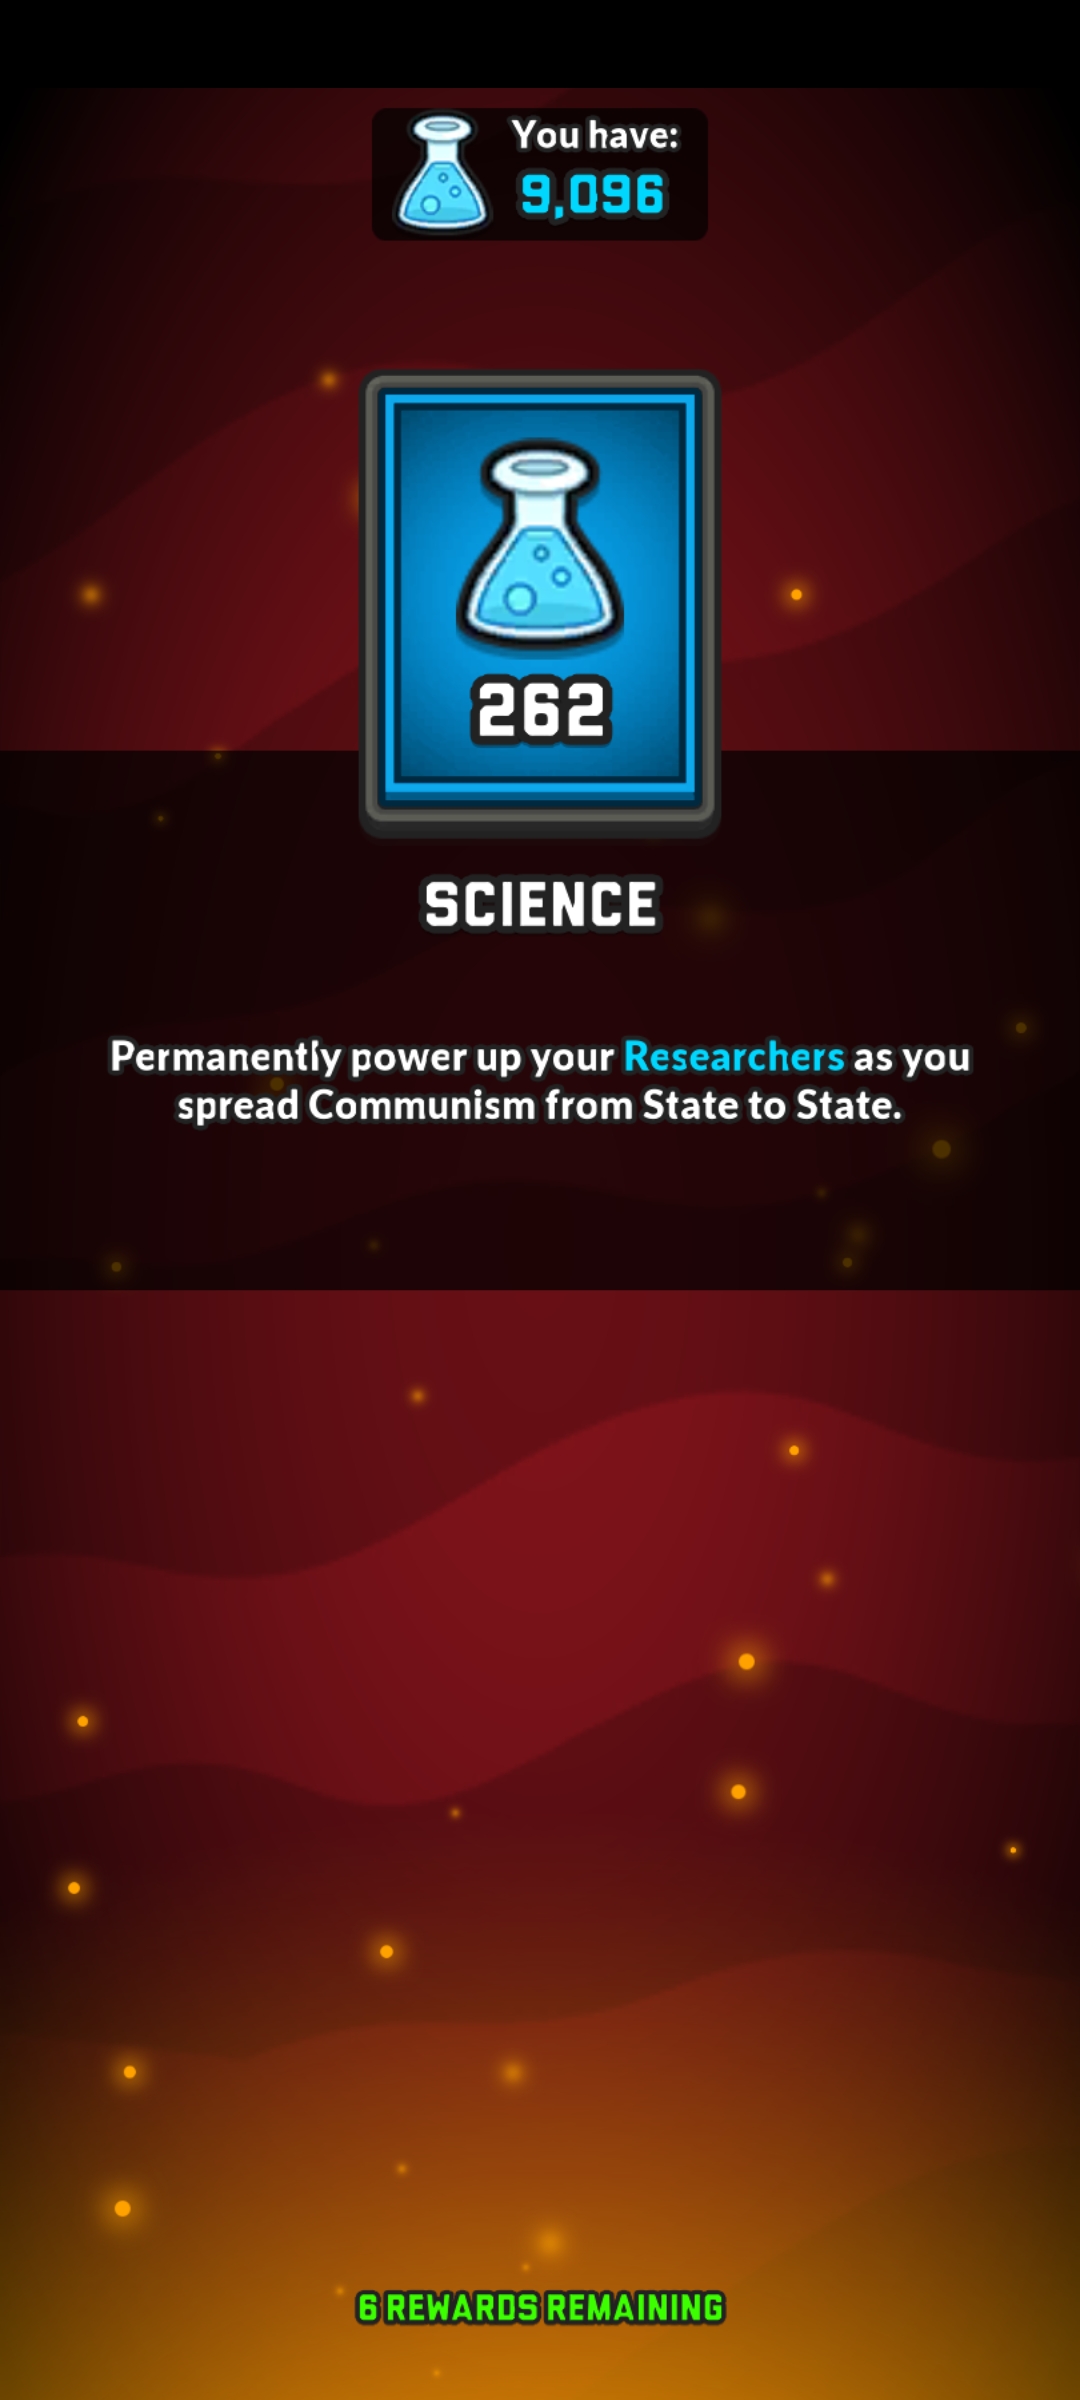 You have:
9,096
262
SCIENCE
Permanently power up your Researchers as you
spread Communism from State to State.
6 REWARDS REMAINING